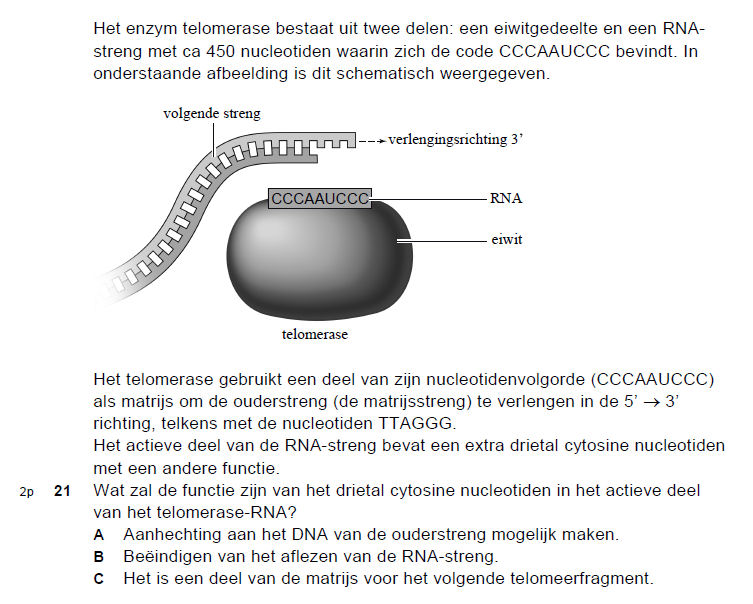 Het enzym telomerase bestaat uit twee delen: een eiwitgedeelte en een RNA-
streng met ca 450 nucleotiden waarin zich de code CCCAAUCCC bevindt. In
onderstaande afbeelding is dit schematisch weergegeven.
volgende streng
verlengingsrichting 3’
CCCAAUCCC
RNA
eiwit
telomerase
Het telomerase gebruikt een deel van zijn nucleotidenvolgorde (CCCAAUCCC)
als matrijs om de ouderstreng (de matrijsstreng) te verlengen in de 5’ → 3’
richting, telkens met de nucleotiden TTAGGG.
Het actieve deel van de RNA-streng bevat een extra drietal cytosine nucleotiden
met een andere functie.
2p 21 Wat zal de functie zijn van het drietal cytosine nucleotiden in het actieve deel
van het telomerase-RNA?
A Aanhechting aan het DNA van de ouderstreng mogelijk maken.
B Beëindigen van het aflezen van de RNA-streng.
C Het is een deel van de matrijs voor het volgende telomeerfragment.